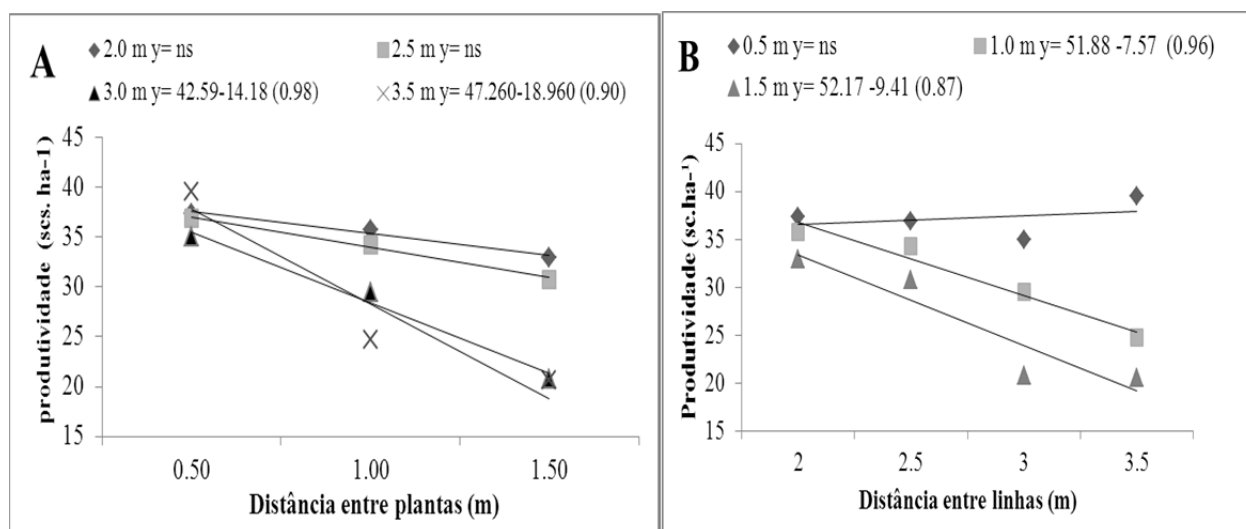 A
2.0 m y= ns
2.5 m y= ns
3.0 m y= 42.59-14.18 (0.98)
3.5 m y= 47.260-18.960 (0.90)
produtividade (scs. ha-1)
45
40
35
30
25
20
15
0.50
1.00
1.50
Distância entre plantas (m)
B
0.5 m y= ns
1.0 m y= 51.88 -7.57 (0.96)
1.5 m y= 52.17 -9.41 (0.87)
Produtividade (sc.ha-¹)
45
40
35
30
25
20
15
2
2.5
3
3.5
Distância entre linhas (m)